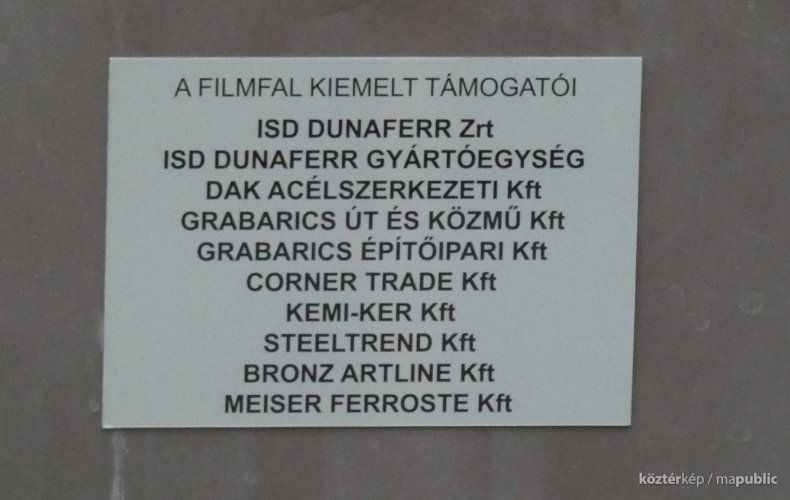 A FILMFAL KIEMELT TÁMOGATÓI
ISD DUNAFERR Zrt
ISD DUNAFERR GYÁRTÓEGYSÉG
DAK ACÉLSZERKEZETI Kft
GRABARICS ÚT ÉS KÖZMŰ Kft
GRABARICS ÉPÍTŐIPARI Kft
CORNER TRADE Kft
KEMI-KER Kft
STEELTREND Kft
BRONZ ARTLINE Kft
MEISER FERROSTE Kft
köztérkép / mapublic